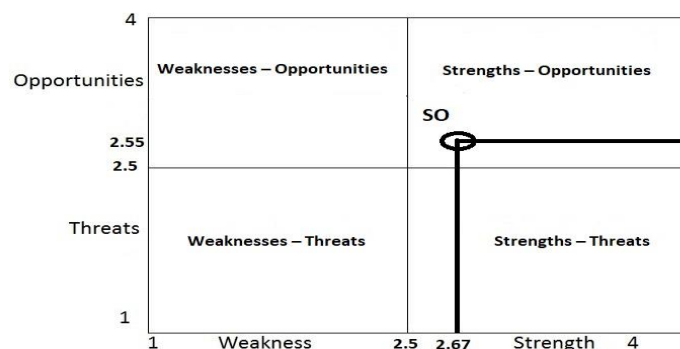 4
Opportunities
Weaknesses – Opportunities
Strengths – Opportunities
SO
2.55
2.5
Threats
Weaknesses – Threats
Strengths – Threats
1
1 Weakness 2.5 2.67 Strength 4